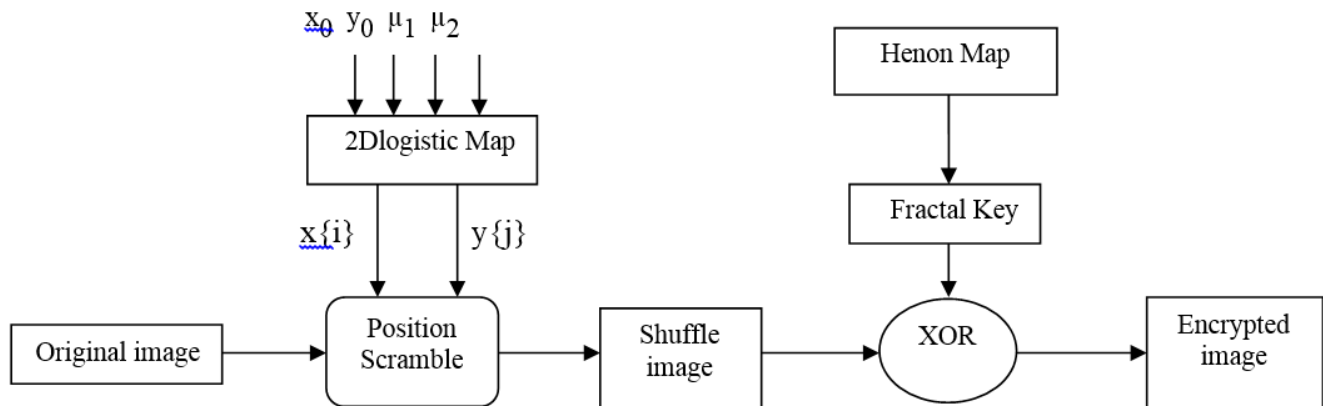 x₀ y₀ µ₁ µ₂
Henon Map
2Dlogistic Map
Fractal Key
x{i} y{j}
Original image
Position
Scramble
Shuffle
image
XOR
Encrypted
image